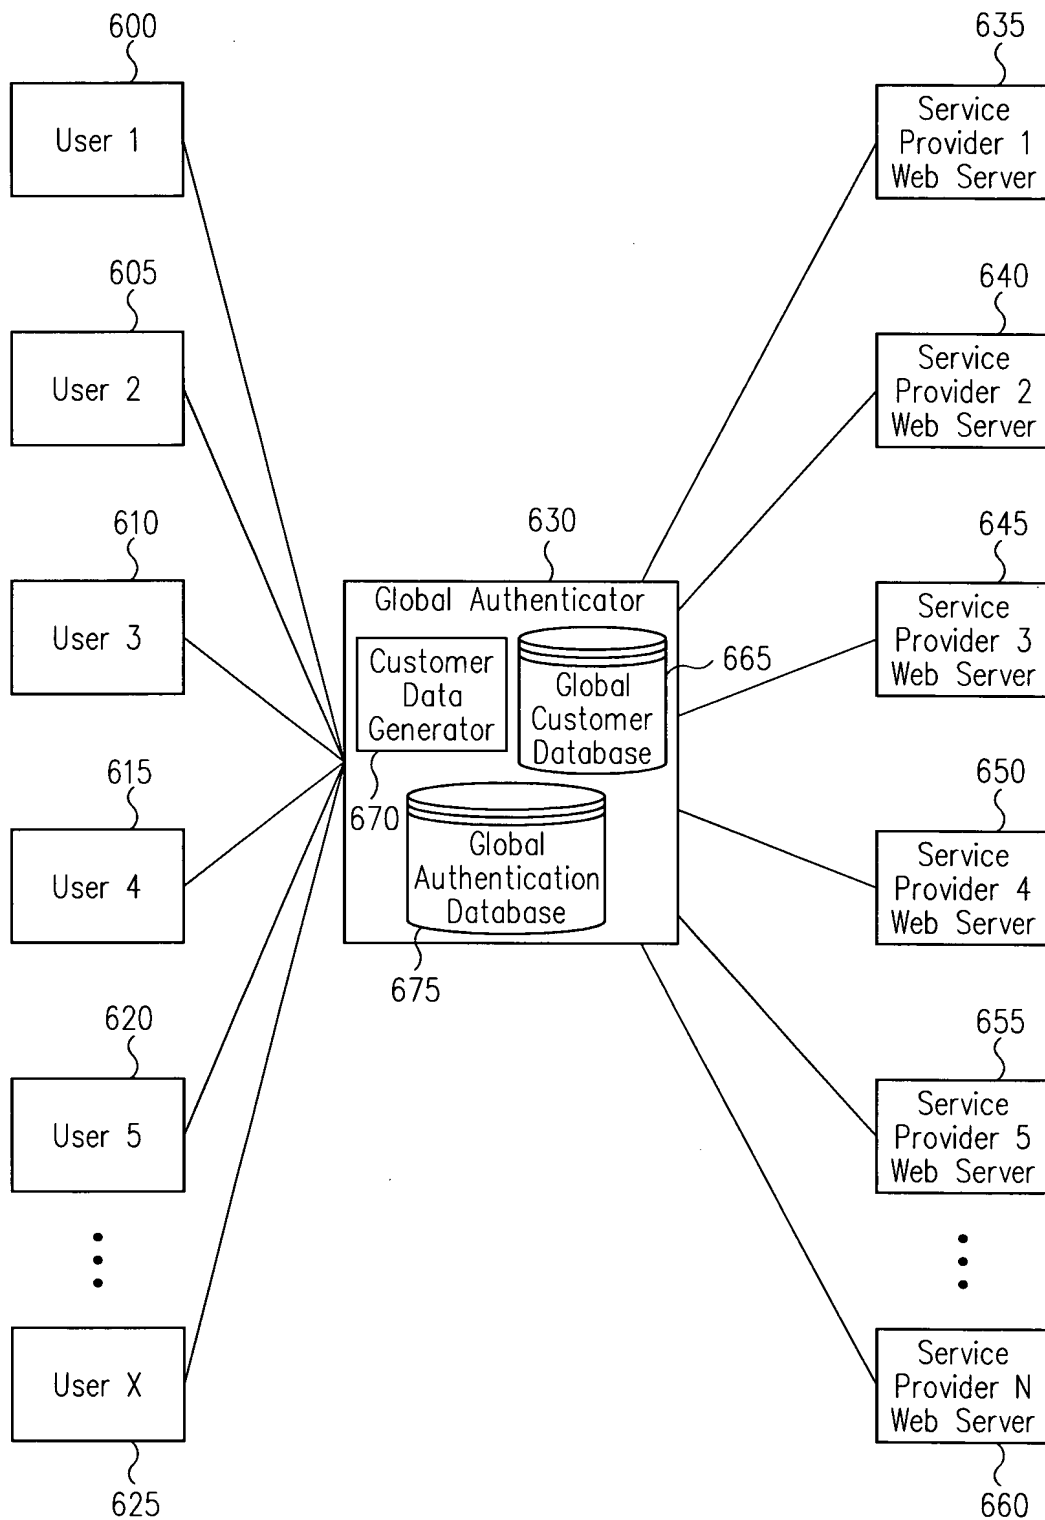 600
User 1
605
User 2
610
User 3
615
User 4
620
User 5
User X
625
630
Global Authenticator
Customer
Data
Generator
670
Global
Customer
Database
665
Global
Authentication
Database
675
635
Service
Provider 1
Web Server
640
Service
Provider 2
Web Server
645
Service
Provider 3
Web Server
650
Service
Provider 4
Web Server
655
Service
Provider 5
Web Server
Service
Provider N
Web Server
660